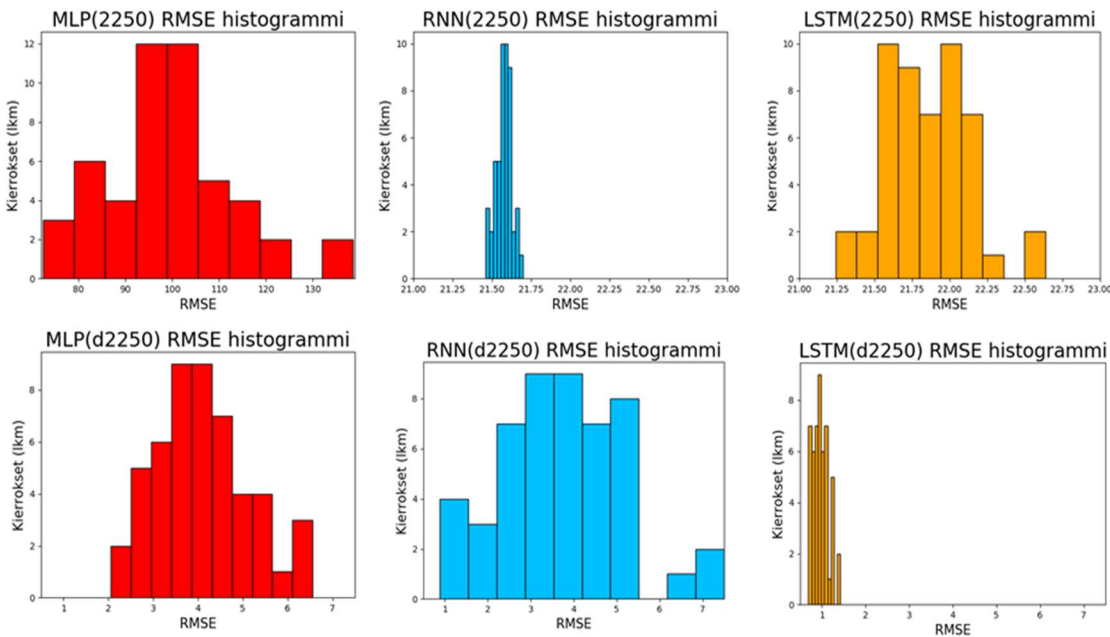 MLP(2250) RMSE histogrammi
12
10
8
6
4
2
0
Kierrokset (lkm)
80 90 100 110 120 130
RMSE
RNN(2250) RMSE histogrammi
10
8
6
4
2
0
Kierrokset (lkm)
21.00 21.25 21.50 21.75 22.00 22.25 22.50 22.75 23.00
RMSE
LSTM(2250) RMSE histogrammi
10
8
6
4
2
0
Kierrokset (lkm)
21.00 21.25 21.50 21.75 22.00 22.25 22.50 22.75 23.00
RMSE
MLP(d2250) RMSE histogrammi
8
6
4
2
0
Kierrokset (lkm)
1 2 3 4 5 6 7
RMSE
RNN(d2250) RMSE histogrammi
8
6
4
2
0
Kierrokset (lkm)
1 2 3 4 5 6 7
RMSE
LSTM(d2250) RMSE histogrammi
8
6
4
2
0
Kierrokset (lkm)
1 2 3 4 5 6 7
RMSE